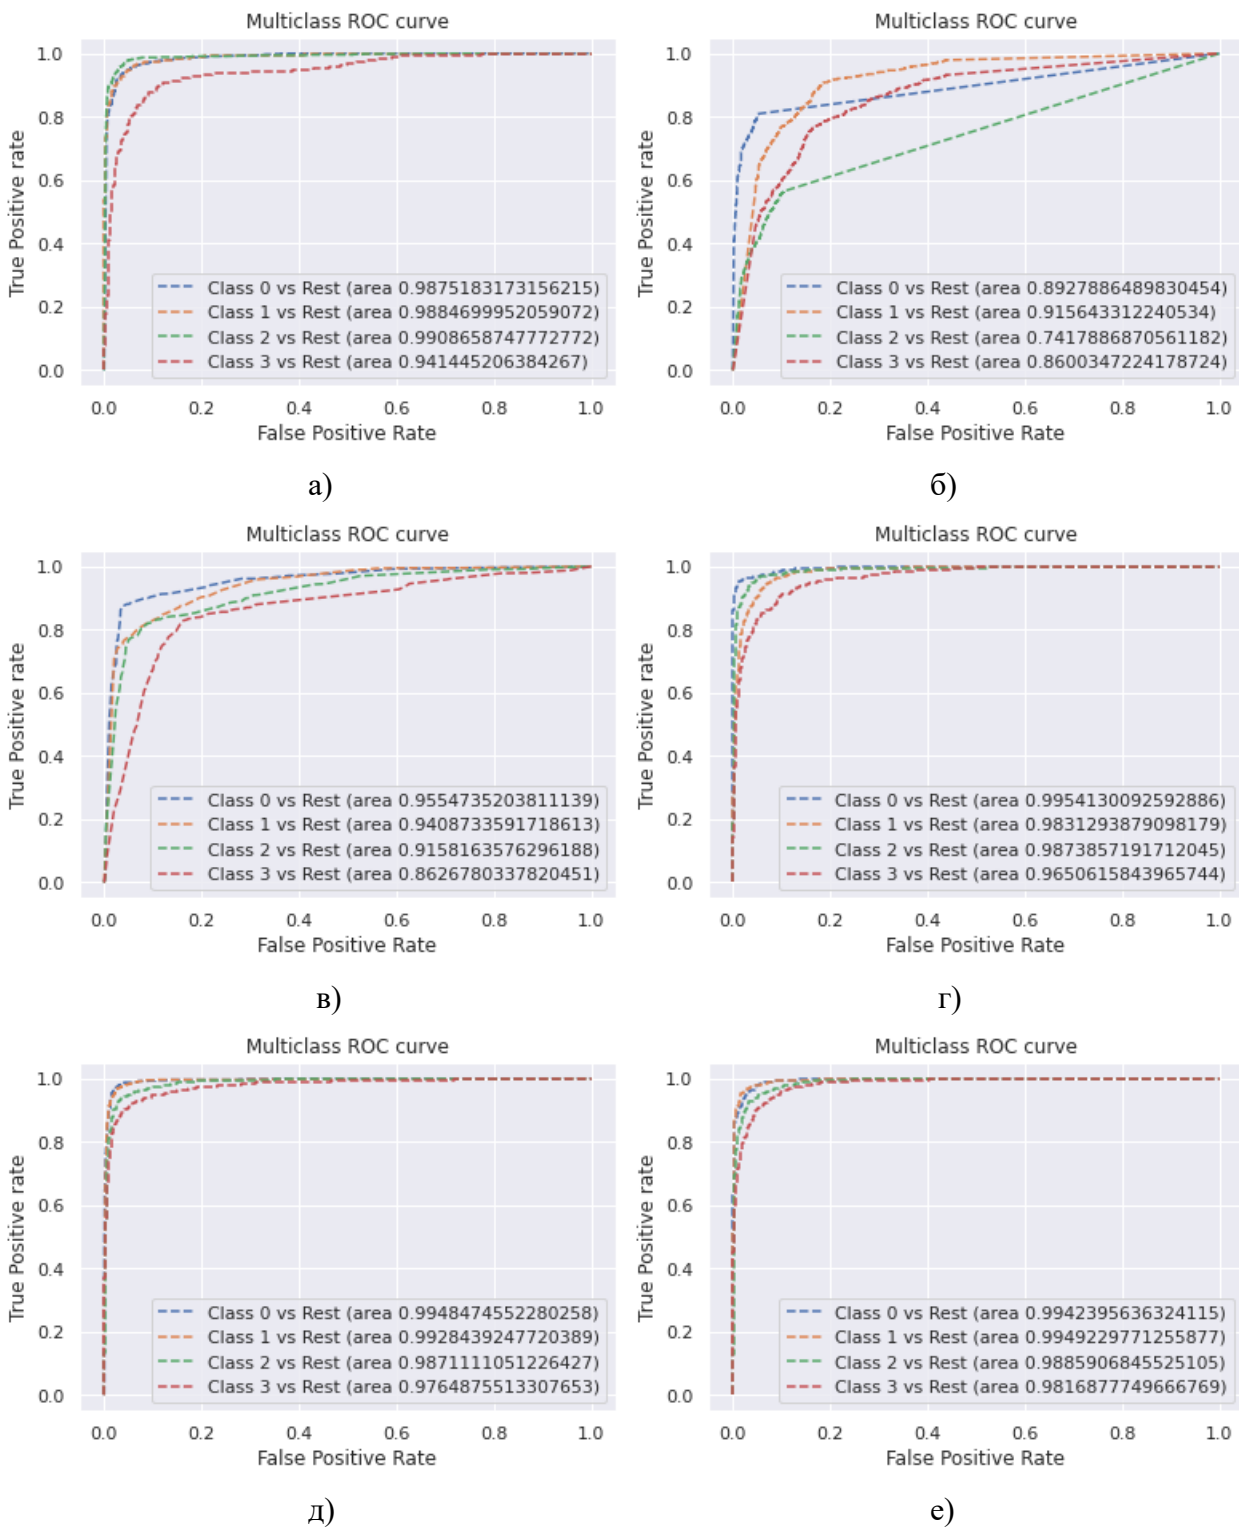 Multiclass ROC curve
1.0
0.8
0.6
0.4
0.2
0.0
True Positive rate
Class 0 vs Rest (area 0.9875183173156215)
Class 1 vs Rest (area 0.9884699952059072)
Class 2 vs Rest (area 0.9908658747772772)
Class 3 vs Rest (area 0.941445206384267)
0.0 0.2 0.4 0.6 0.8 1.0
False Positive Rate
а)
Multiclass ROC curve
1.0
0.8
0.6
0.4
0.2
0.0
True Positive rate
Class 0 vs Rest (area 0.8927886489830454)
Class 1 vs Rest (area 0.915643312240534)
Class 2 vs Rest (area 0.7417886870561182)
Class 3 vs Rest (area 0.8600347224178724)
0.0 0.2 0.4 0.6 0.8 1.0
False Positive Rate
б)
Multiclass ROC curve
1.0
0.8
0.6
0.4
0.2
0.0
True Positive rate
Class 0 vs Rest (area 0.9554735203811139)
Class 1 vs Rest (area 0.9408733591718613)
Class 2 vs Rest (area 0.9158163576296188)
Class 3 vs Rest (area 0.8626780337820451)
0.0 0.2 0.4 0.6 0.8 1.0
False Positive Rate
в)
Multiclass ROC curve
1.0
0.8
0.6
0.4
0.2
0.0
True Positive rate
Class 0 vs Rest (area 0.9954130092592886)
Class 1 vs Rest (area 0.9831293879098179)
Class 2 vs Rest (area 0.9873857191712045)
Class 3 vs Rest (area 0.9650615843965744)
0.0 0.2 0.4 0.6 0.8 1.0
False Positive Rate
г)
Multiclass ROC curve
1.0
0.8
0.6
0.4
0.2
0.0
True Positive rate
Class 0 vs Rest (area 0.9948474552280258)
Class 1 vs Rest (area 0.9928439247720389)
Class 2 vs Rest (area 0.9871111051226427)
Class 3 vs Rest (area 0.9764875513307653)
0.0 0.2 0.4 0.6 0.8 1.0
False Positive Rate
д)
Multiclass ROC curve
1.0
0.8
0.6
0.4
0.2
0.0
True Positive rate
Class 0 vs Rest (area 0.9942395636324115)
Class 1 vs Rest (area 0.9949229771255877)
Class 2 vs Rest (area 0.9885906845525105)
Class 3 vs Rest (area 0.9816877749666769)
0.0 0.2 0.4 0.6 0.8 1.0
False Positive Rate
е)